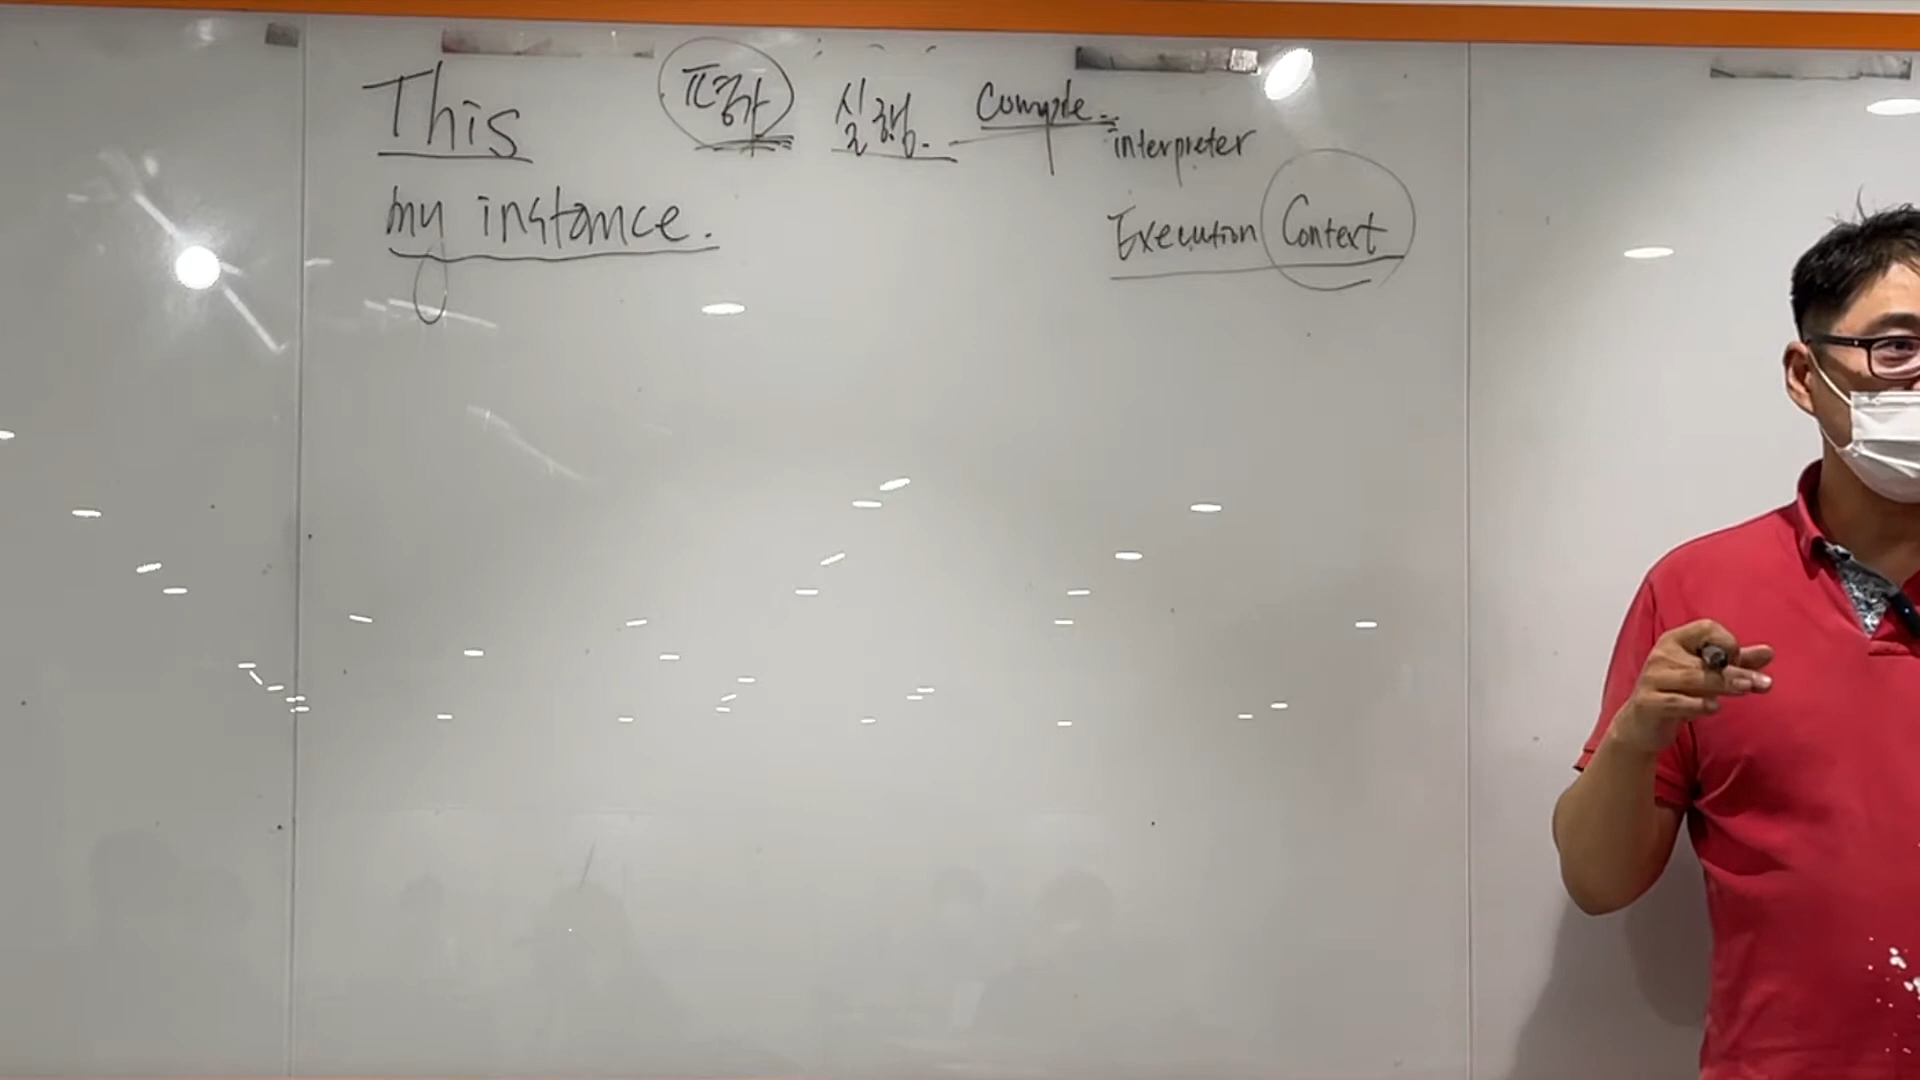 This 평가 실행. Compile.
interpreter
my instance. Execution Context